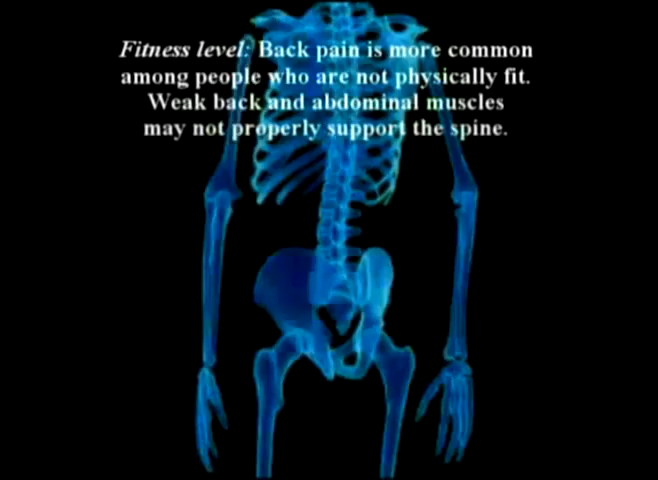 Fitness level: Back pain is more common
among people who are not physically fit.
Weak back and abdominal muscles
may not properly support the spine.